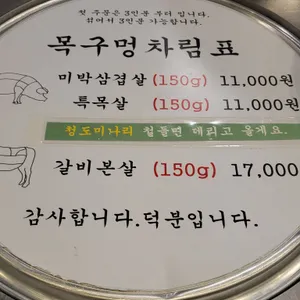 첫 주문은 3인분 부터 입니다.
섞어서 3인분 가능합니다.
목구멍차림표
미박삼겹살 (150g) 11,000원
특목살 (150g) 11,000원
청도미나리 철들면 데리고 올게요.
갈비본살 (150g) 17,000
감사합니다.덕분입니다.